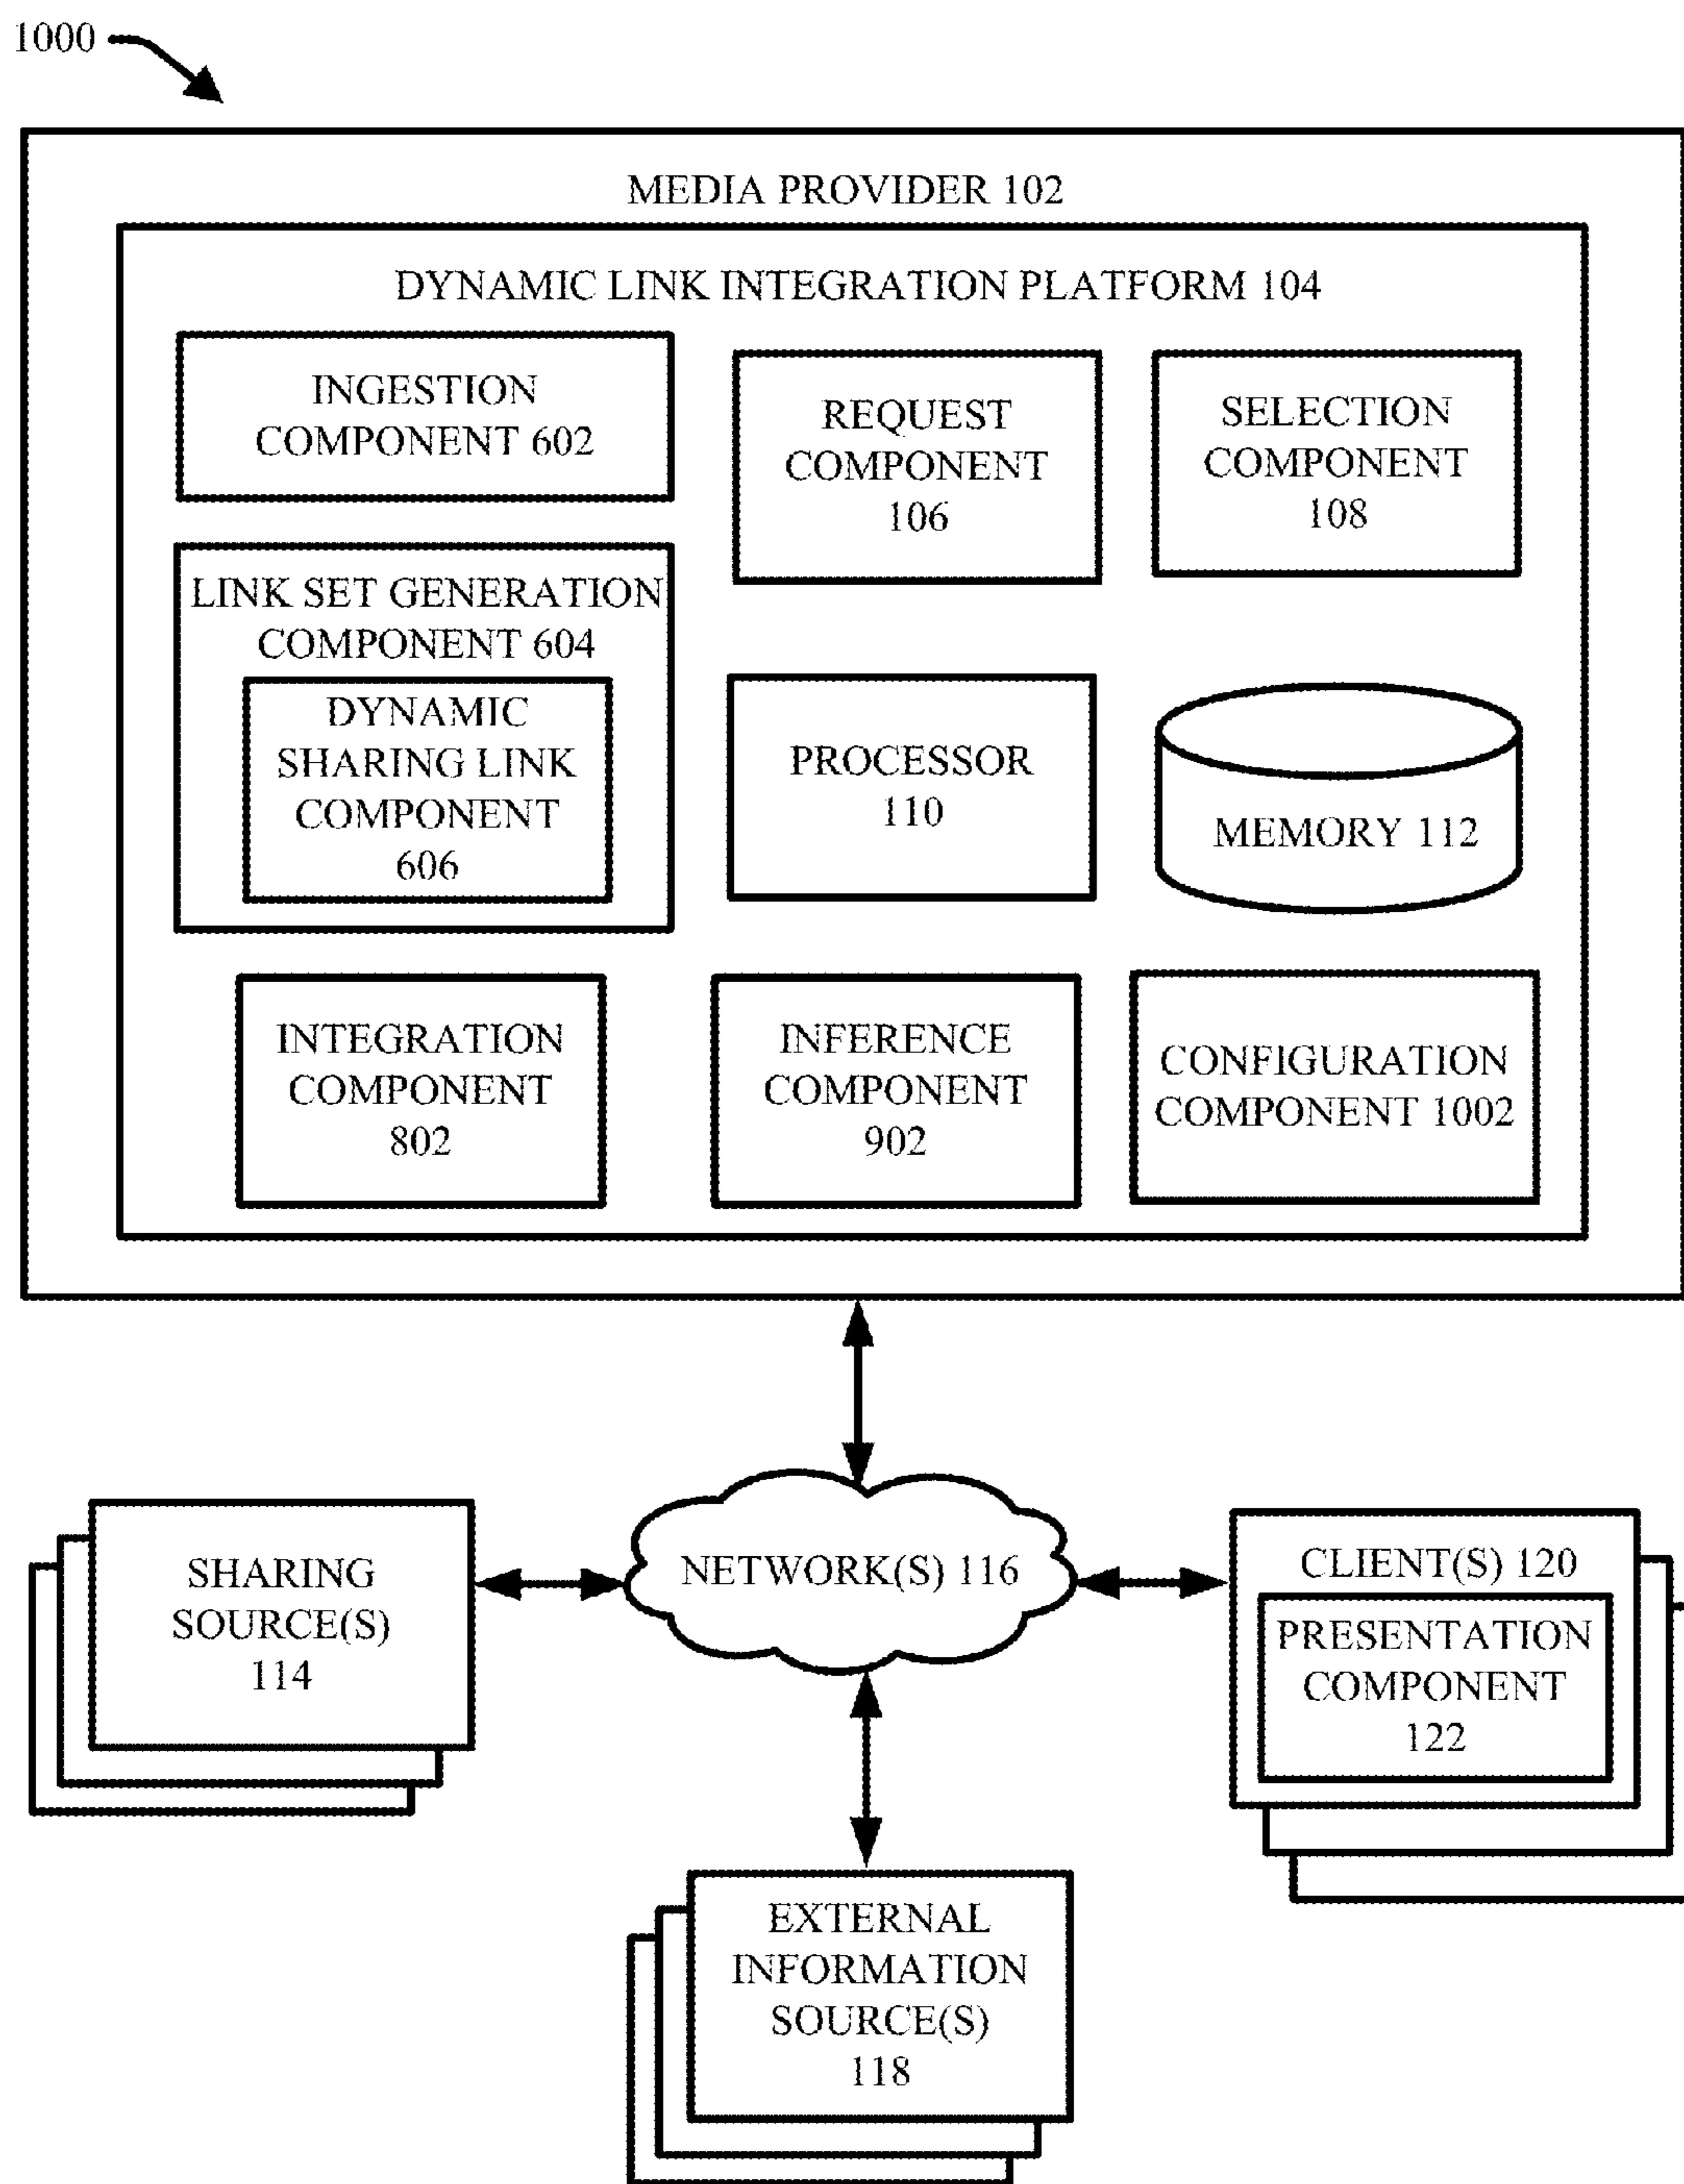 1000
MEDIA PROVIDER 102
DYNAMIC LINK INTEGRATION PLATFORM 104
INGESTION
COMPONENT 602
REQUEST
COMPONENT
106
SELECTION
COMPONENT
108
LINK SET GENERATION
COMPONENT 604
DYNAMIC
SHARING LINK
COMPONENT
606
PROCESSOR
110
MEMORY 112
INTEGRATION
COMPONENT
802
INFERENCE
COMPONENT
902
CONFIGURATION
COMPONENT 1002
SHARING
SOURCE(S)
114
NETWORK(S) 116
CLIENT(S) 120
PRESENTATION
COMPONENT
122
EXTERNAL
INFORMATION
SOURCE(S)
118